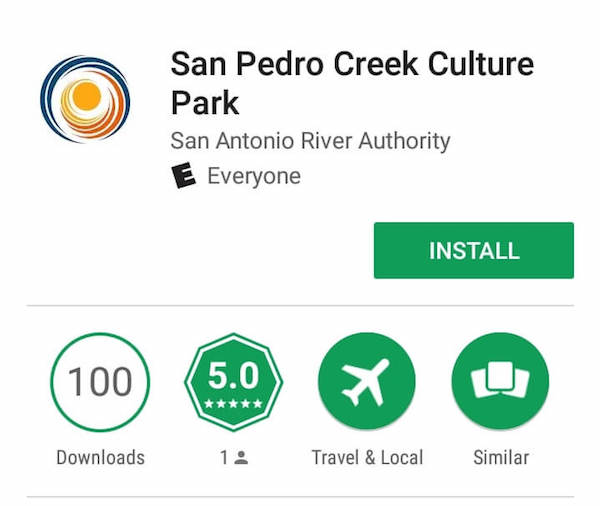 San Pedro Creek Culture
Park
San Antonio River Authority
E Everyone
INSTALL
100
5.0
Downloads
1
Travel & Local
Similar